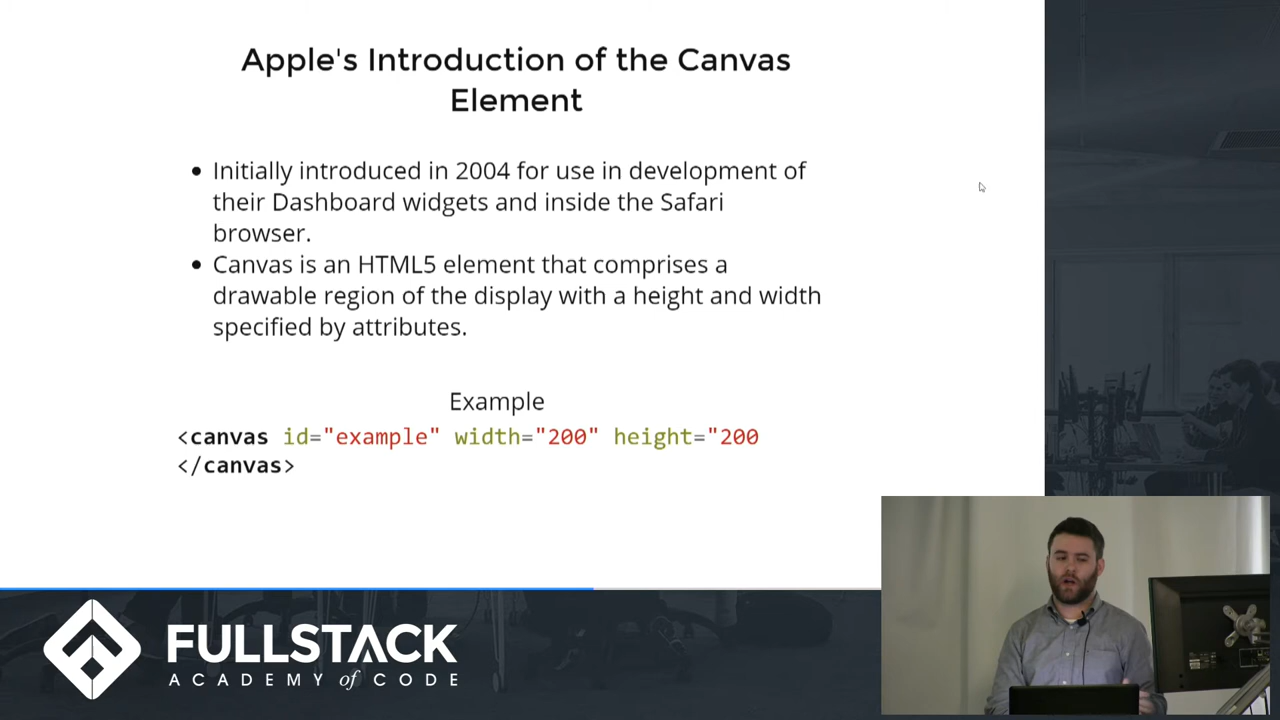 Apple's Introduction of the Canvas
Element
Initially introduced in 2004 for use in development of
their Dashboard widgets and inside the Safari
browser.
Canvas is an HTML5 element that comprises a
drawable region of the display with a height and width
specified by attributes.
Example
<canvas id="example" width="200" height="200
</canvas>
FULLSTACK
ACADEMY of CODE